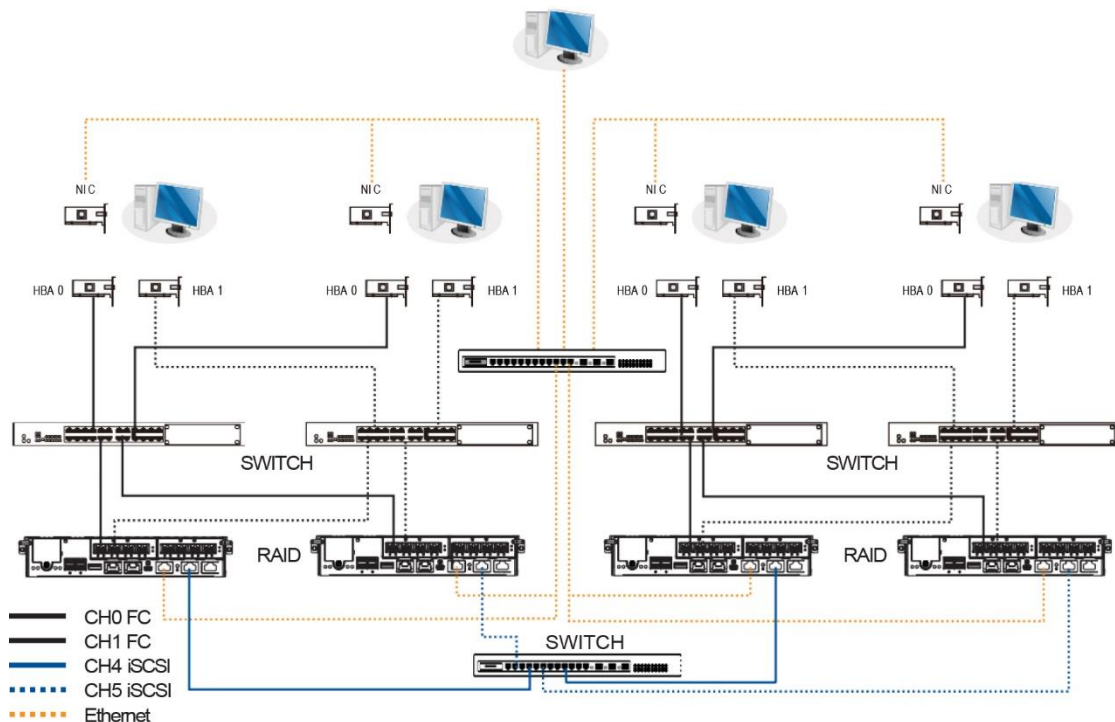 NIC
NIC
NIC
NIC
HBA 0
HBA 1
HBA 0
HBA 1
HBA 0
HBA 1
HBA 0
HBA 1
SWITCH
SWITCH
RAID
RAID
CH0 FC
CH1 FC
CH4 iSCSI
CH5 iSCSI
Ethernet
SWITCH